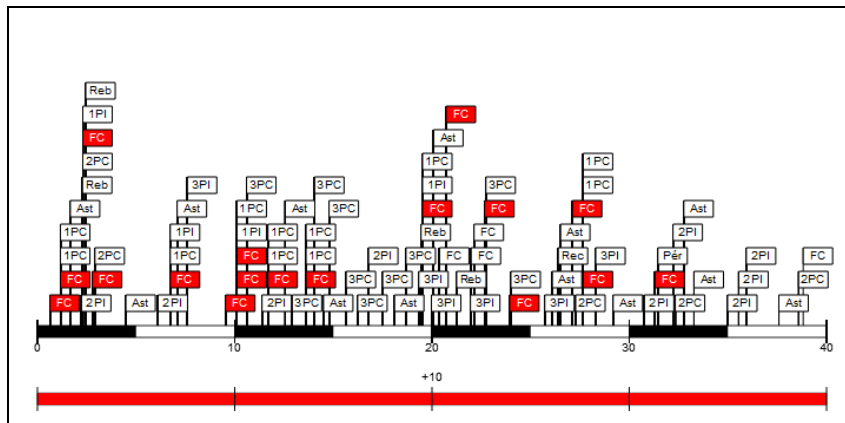 Reb
1PI
FC
FC
Ast
2PC
1PC
1PC
Reb
1PI
FC
1PC
3PI
3PC
3PC
3PC
Ast
Ast
1PC
Ast
3PC
FC
FC
1PC
Ast
1PC
1PI
1PC
1PC
Reb
FC
Ast
Pér
2PI
1PC
2PC
1PC
FC
1PC
1PC
2PI
3PC
FC
FC
Rec
3PI
FC
2PI
FC
FC
FC
FC
FC
FC
3PC
3PC
3PI
Reb
3PC
Ast
FC
FC
Ast
2PI
2PC
FC
2PI
Ast
2PI
FC
2PI
3PC
Ast
3PC
Ast
3PI
3PI
FC
3PI
2PC
Ast
2PI
2PC
2PI
Ast
0
10
20
30
40
+10